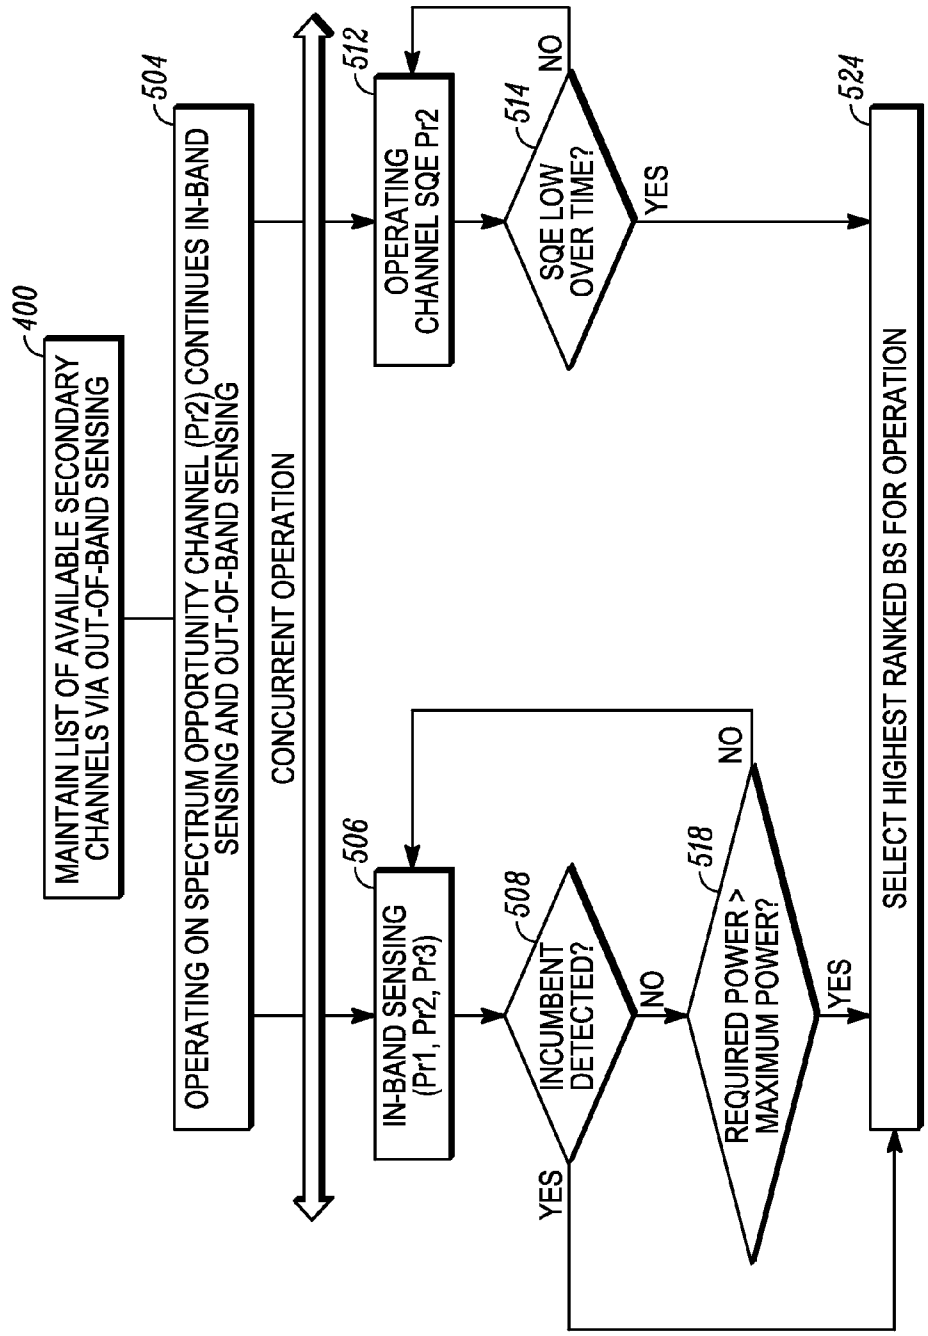 400
MAINTAIN LIST OF AVAILABLE SECONDARY
CHANNELS VIA OUT-OF-BAND SENSING
504
OPERATING ON SPECTRUM OPPORTUNITY CHANNEL (Pr2) CONTINUES IN-BAND
SENSING AND OUT-OF-BAND SENSING
CONCURRENT OPERATION
506
IN-BAND SENSING
(Pr1, Pr2, Pr3)
508
INCUMBENT
DETECTED?
YES
NO
518
REQUIRED POWER >
MAXIMUM POWER?
NO
YES
512
OPERATING
CHANNEL SQE Pr2
514
SQE LOW
OVER TIME?
NO
YES
524
SELECT HIGHEST RANKED BS FOR OPERATION